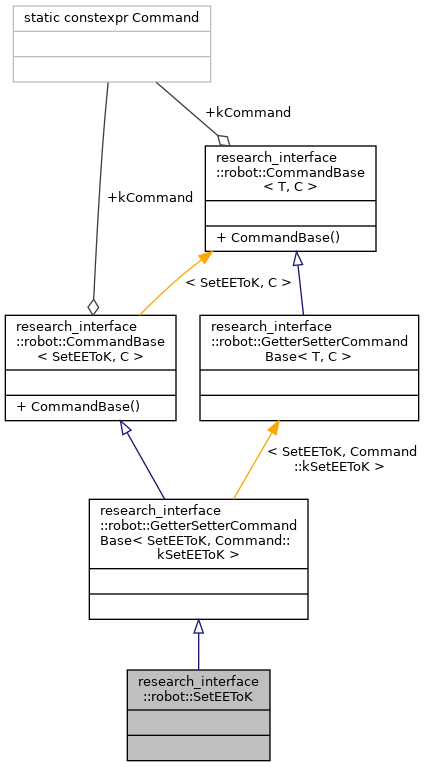 static constexpr Command
+kCommand
research_interface
::robot::CommandBase
< T, C >
+ CommandBase()
+kCommand
< SetEEToK, C >
research_interface
::robot::CommandBase
< SetEEToK, C >
+ CommandBase()
research_interface
::robot::GetterSetterCommand
Base< T, C >
< SetEEToK, Command
::kSetEEToK >
research_interface
::robot::GetterSetterCommand
Base< SetEEToK, Command::
kSetEEToK >
research_interface
::robot::SetEEToK